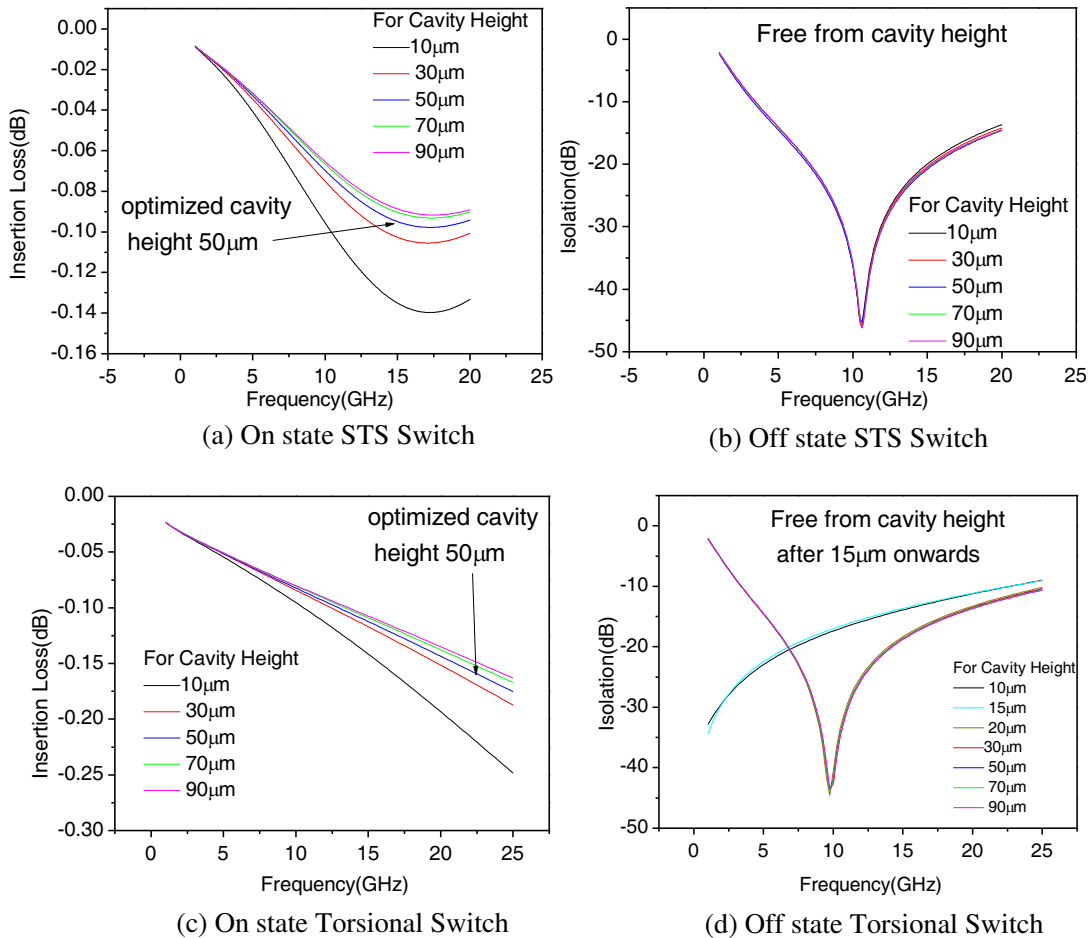 0.00
-0.02
-0.04
-0.06
-0.08
-0.10
-0.12
-0.14
-0.16
Insertion Loss(dB)
For Cavity Height
10μm
30μm
50μm
70μm
90μm
optimized cavity
height 50μm
-5 0 5 10 15 20 25
Frequency(GHz)
(a) On state STS Switch
0
-10
-20
-30
-40
-50
Isolation(dB)
Free from cavity height
For Cavity Height
10μm
30μm
50μm
70μm
90μm
-5 0 5 10 15 20 25
Frequency(GHz)
(b) Off state STS Switch
0.00
-0.05
-0.10
-0.15
-0.20
-0.25
-0.30
Insertion Loss(dB)
optimized cavity
height 50μm
For Cavity Height
10μm
30μm
50μm
70μm
90μm
0 5 10 15 20 25
Frequency(GHz)
(c) On state Torsional Switch
0
-10
-20
-30
-40
-50
Isolation(dB)
Free from cavity height
after 15μm onwards
For Cavity Height
10μm
15μm
20μm
30μm
50μm
70μm
90μm
0 5 10 15 20 25
Frequency(GHz)
(d) Off state Torsional Switch